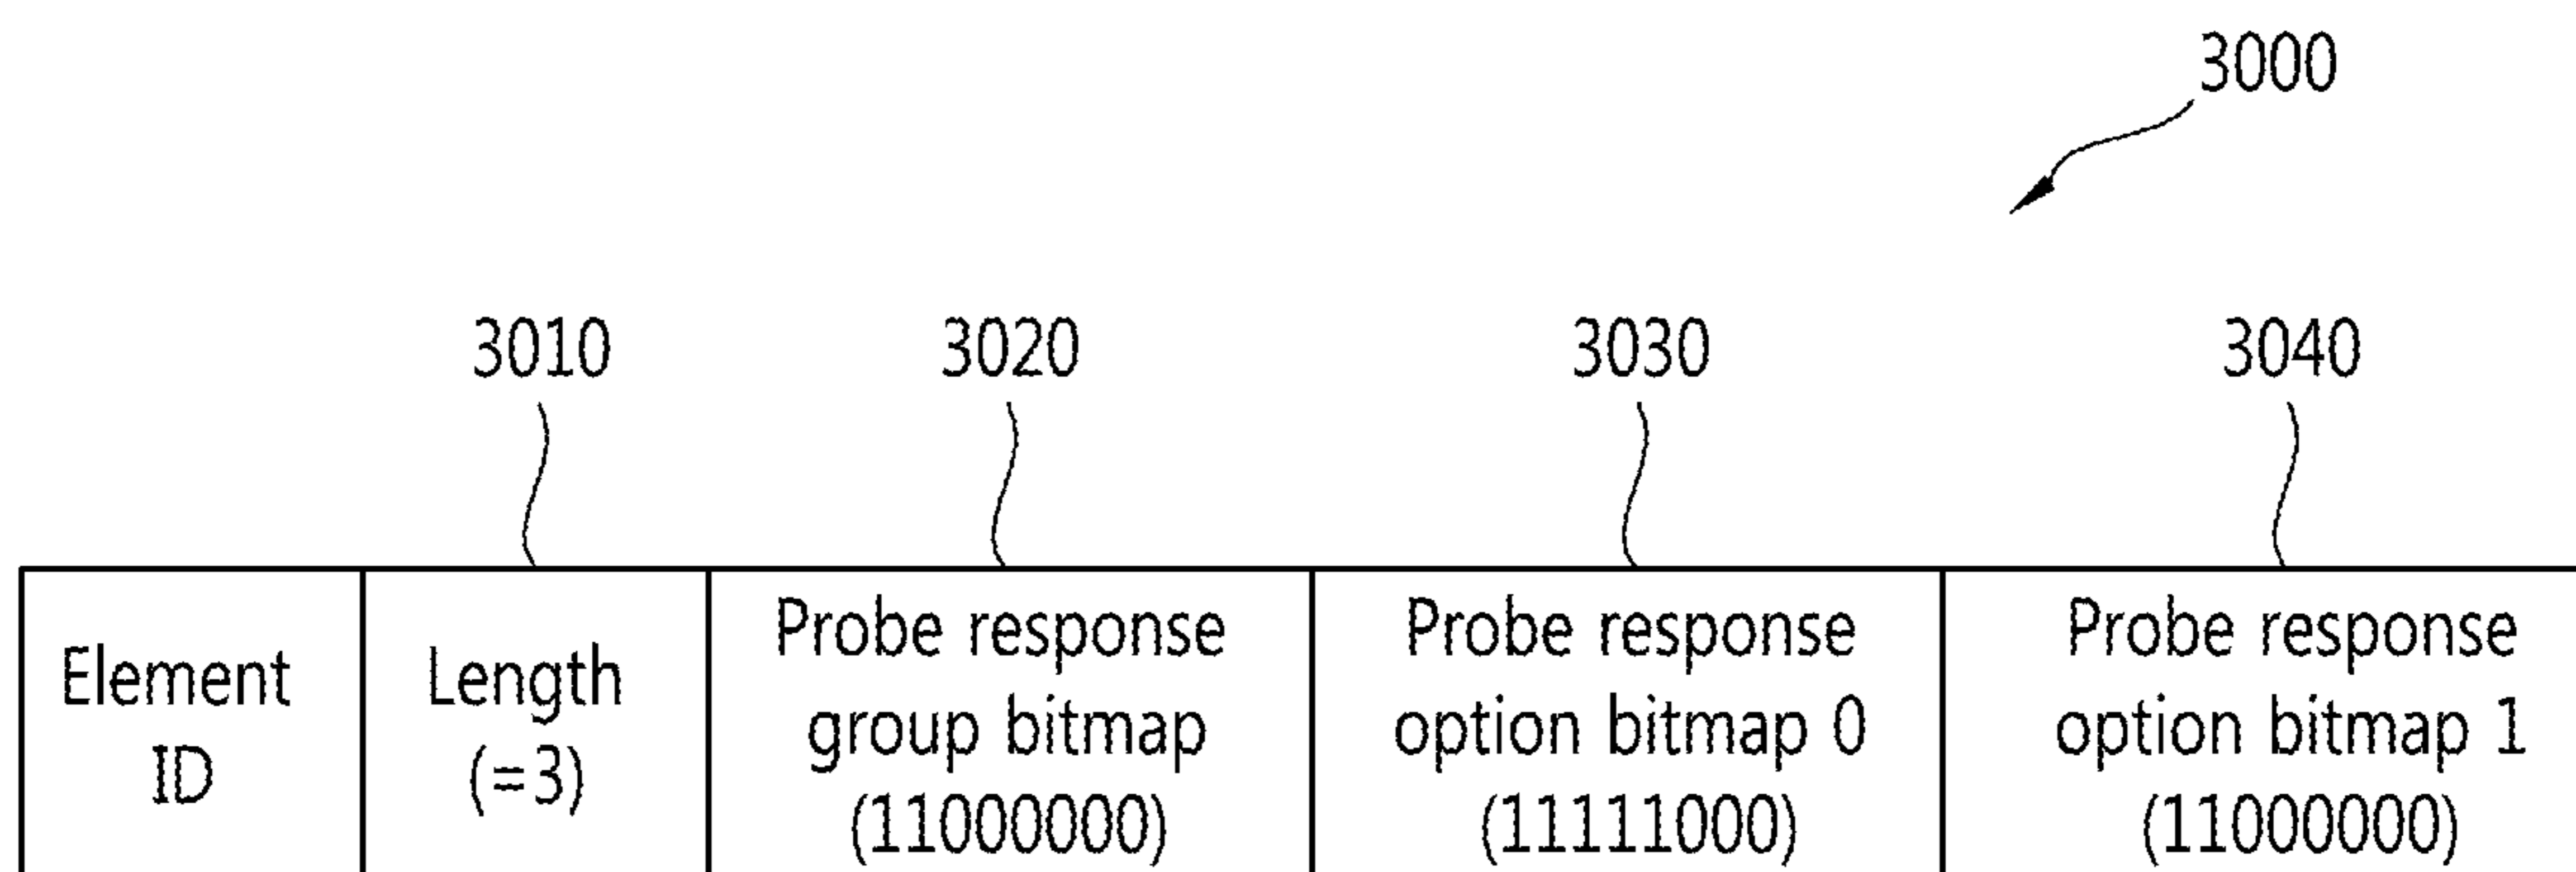 3000
3010
3020
3030
3040
Element
ID
Length
(=3)
Probe response
group bitmap
(11000000)
Probe response
option bitmap 0
(11111000)
Probe response
option bitmap 1
(11000000)